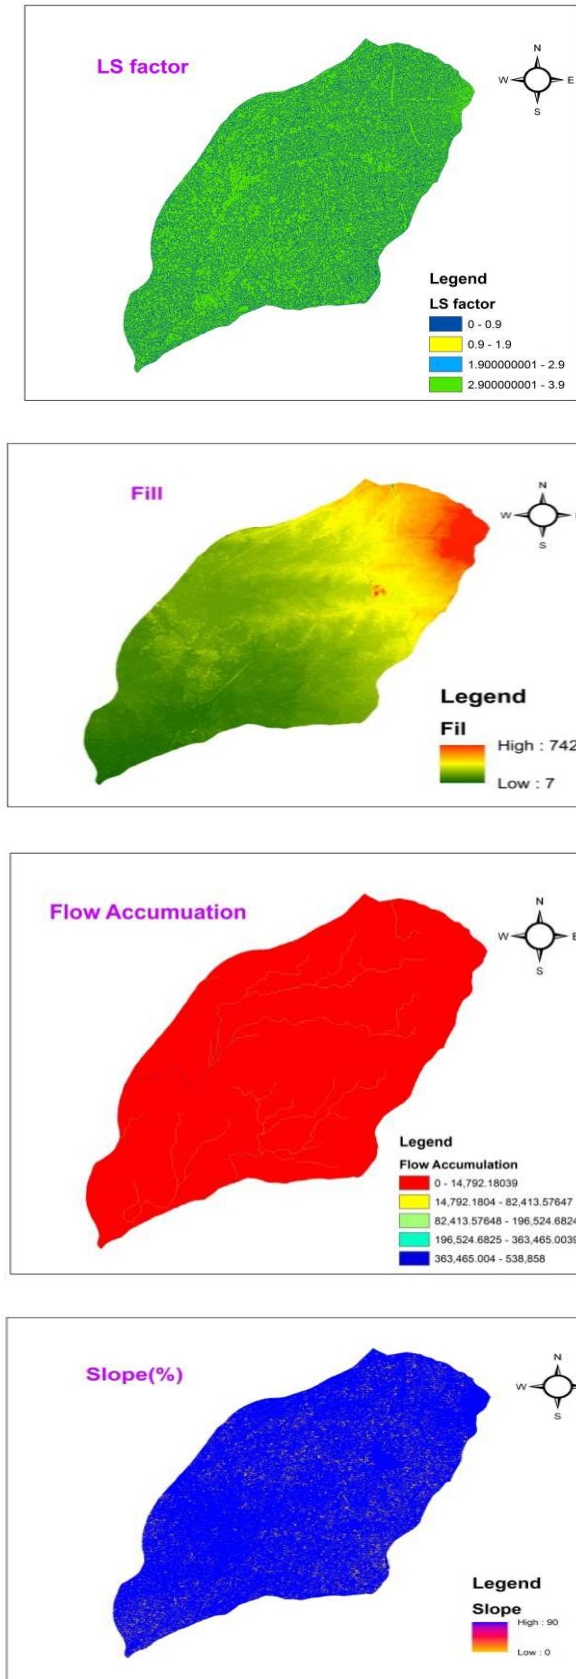 LS factor
N
W E
S
Legend
LS factor
0 - 0.9
0.9 - 1.9
1.900000001 - 2.9
2.900000001 - 3.9
Fill
N
W
S
Legend
Fil
High : 742
Low : 7
Flow Accumuation
N
W E
S
Legend
Flow Accumulation
0 - 14,792.18039
14,792.1804 - 82,413.57647
82,413.57648 - 196,524.6824
196,524.6825 - 363,465.0039
363,465.004 - 538,858
Slope(%)
N
W
S
Legend
Slope
High : 90
Low : 0